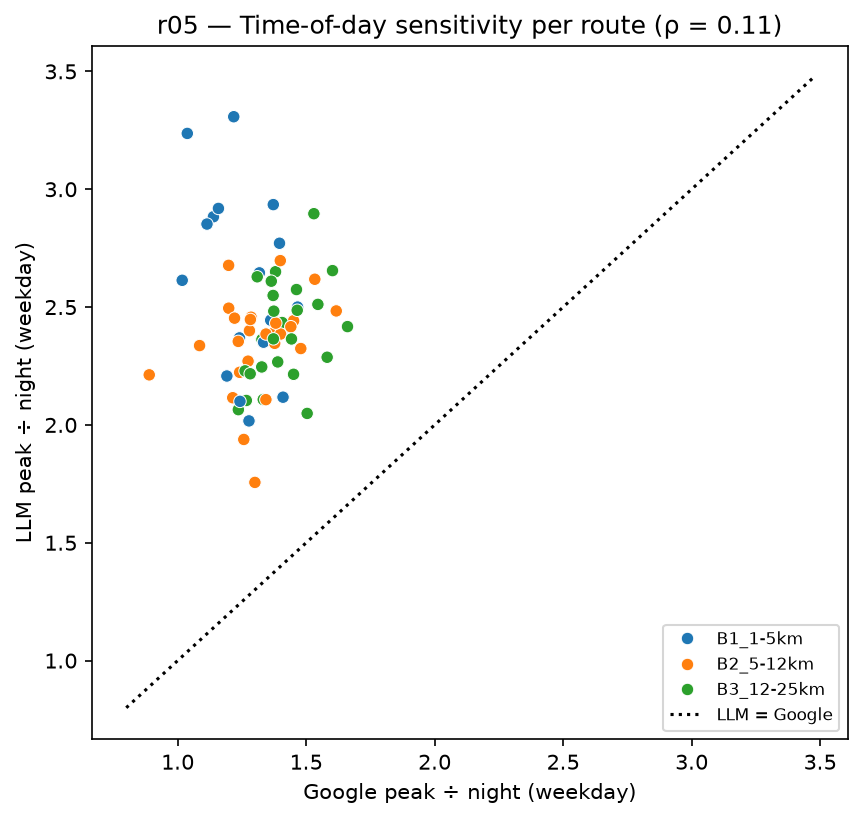 r05 — Time-of-day sensitivity per route (ρ = 0.11)
LLM peak ÷ night (weekday)
3.5
3.0
2.5
2.0
1.5
1.0
B1_1-5km
B2_5-12km
B3_12-25km
LLM = Google
1.0 1.5 2.0 2.5 3.0 3.5
Google peak ÷ night (weekday)